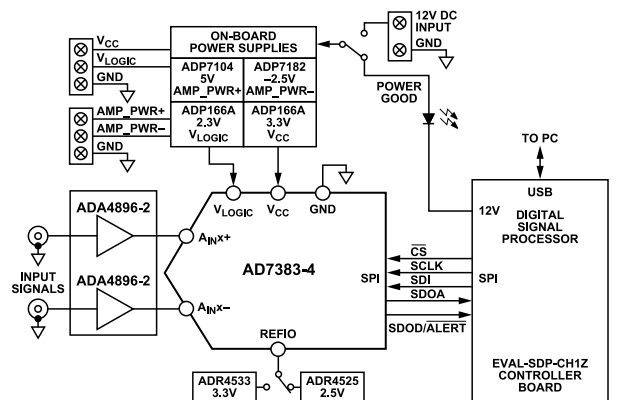 VCC
VLOGIC
GND
AMP_PWR+
AMP_PWR–
GND
ON-BOARD
POWER SUPPLIES
ADP7104
5V
AMP_PWR+
ADP7182
–2.5V
AMP_PWR–
ADP166A
2.3V
VLOGIC
ADP166A
3.3V
VCC
12V DC
INPUT
GND
POWER
GOOD
TO PC
USB
12V
DIGITAL
SIGNAL
PROCESSOR
SPI
EVAL-SDP-CH1Z
CONTROLLER
BOARD
ADA4896-2
ADA4896-2
INPUT
SIGNALS
VLOGIC
VCC
GND
AINx+
AINx–
AD7383-4
SPI
REFIO
CS
SCLK
SDI
SDOA
SDOD/ALERT
ADR4533
3.3V
ADR4525
2.5V